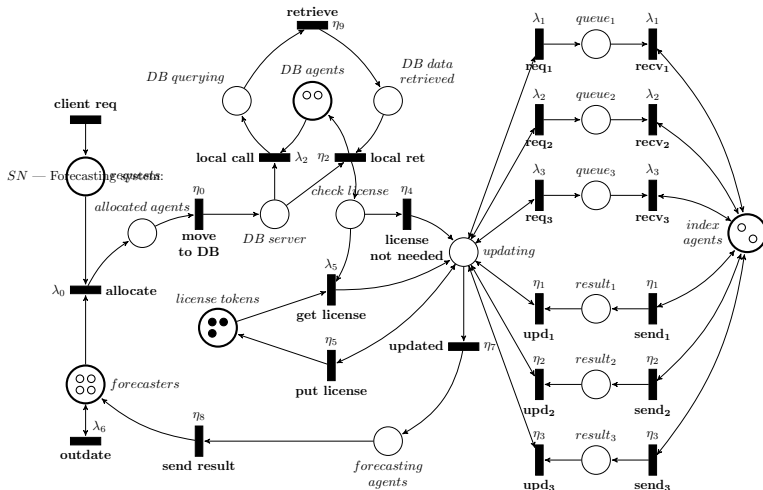 retrieve
η9
λ1
queue1
λ1
DB querying
DB agents
DB data
retrieved
req1
recv1
client req
λ2
queue2
λ2
local call
λ2
η2
local ret
req2
recv2
SN — Forecasting system:
requests
check license
λ3
queue3
λ3
allocated agents
η0
η4
req3
recv3
move
to DB
DB server
license
not needed
index
agents
updating
λ5
λ0
allocate
license tokens
get license
η1
result1
η1
upd1
send1
η5
updated
η7
put license
η2
result2
η2
forecasters
upd2
send2
η8
λ6
η3
result3
η3
outdate
send result
forecasting
agents
upd3
send3